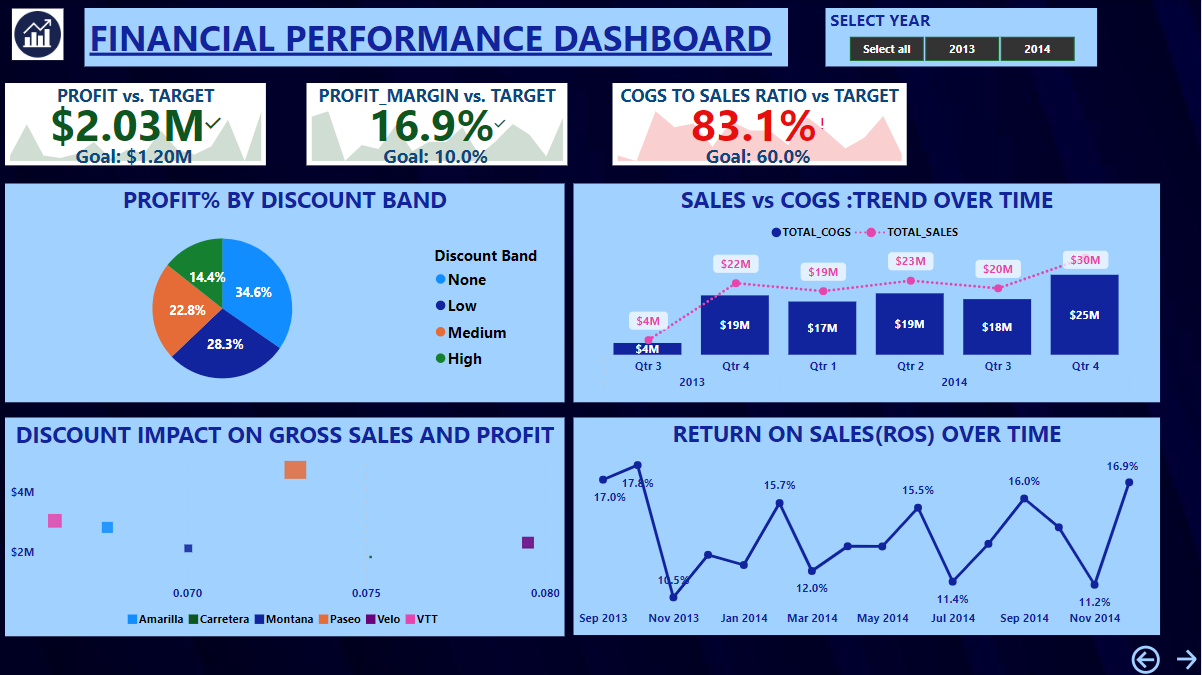 FINANCIAL PERFORMANCE DASHBOARD
SELECT YEAR
Select all 2013 2014
PROFIT vs. TARGET
$2.03M✓
Goal: $1.20M
PROFIT_MARGIN vs. TARGET
16.9%✓
Goal: 10.0%
COGS TO SALES RATIO vs TARGET
83.1%!
Goal: 60.0%
PROFIT% BY DISCOUNT BAND
14.4%
34.6%
22.8%
28.3%
Discount Band
None
Low
Medium
High
SALES vs COGS :TREND OVER TIME
TOTAL_COGS TOTAL_SALES
$4M $22M $19M $23M $20M $30M
$4M $19M $17M $19M $18M $25M
Qtr 3 Qtr 4 Qtr 1 Qtr 2 Qtr 3 Qtr 4
2013 2014
DISCOUNT IMPACT ON GROSS SALES AND PROFIT
$4M
$2M
0.070 0.075 0.080
Amarilla Carretera Montana Paseo Velo VTT
RETURN ON SALES(ROS) OVER TIME
17.0% 17.8% 10.5% 15.7% 12.0% 15.5% 11.4% 16.0% 11.2% 16.9%
Sep 2013 Nov 2013 Jan 2014 Mar 2014 May 2014 Jul 2014 Sep 2014 Nov 2014